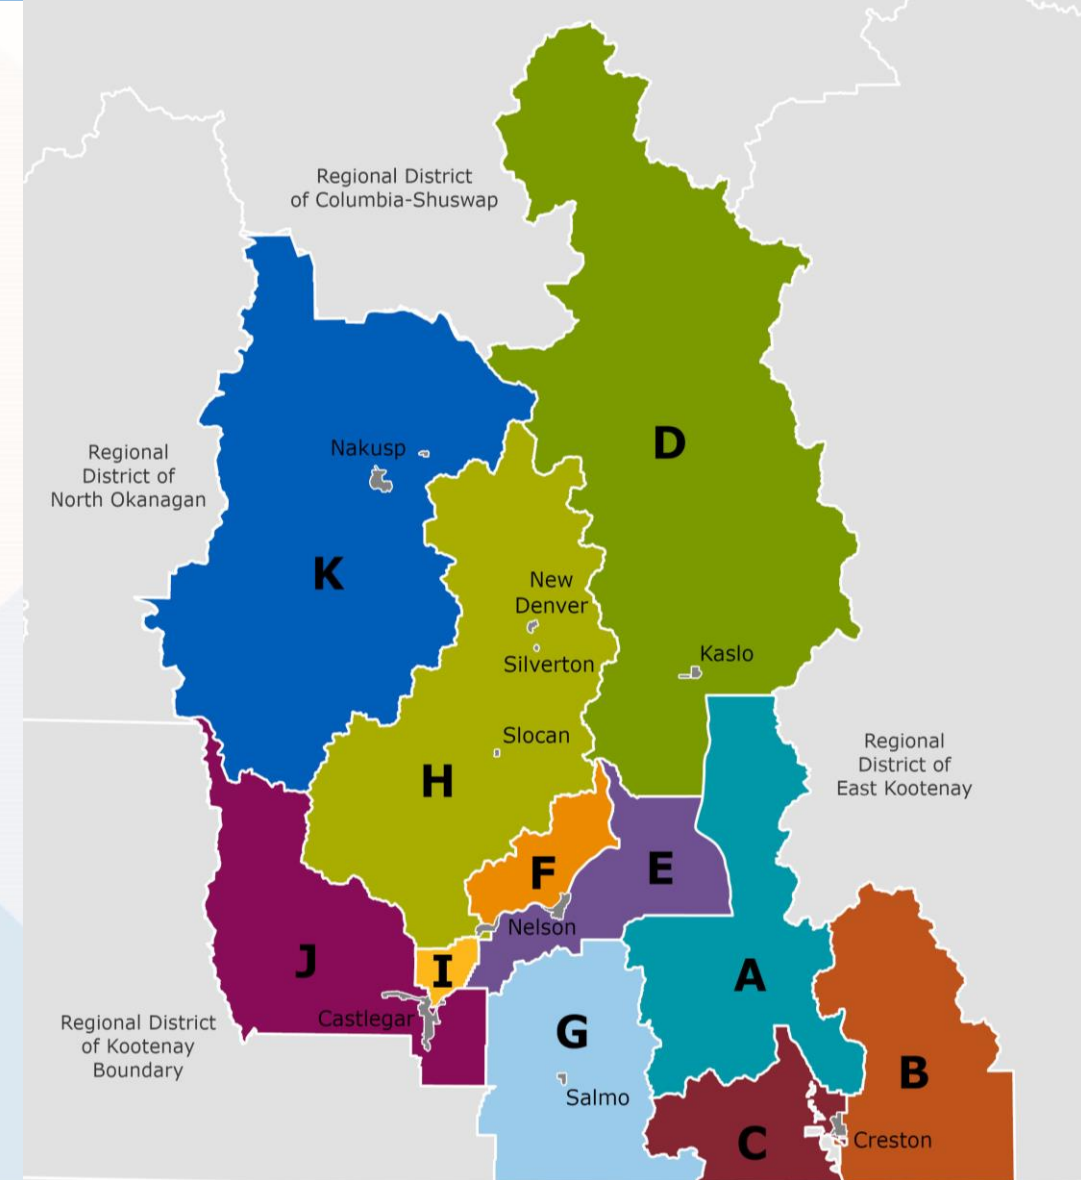 Regional District
of Columbia-Shuswap
D
Nakusp
Regional
District of
North Okanagan
K
New
Denver
Silverton
Kaslo
Slocan
Regional
District of
East Kootenay
H
F
E
Nelson
J
I
A
Castlegar
Regional District
of Kootenay
Boundary
G
B
Salmo
C
Creston